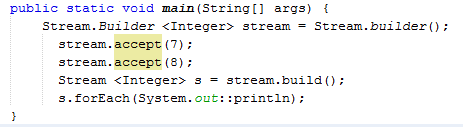 public static void main(String[] args) {
Stream.Builder <Integer> stream = Stream.builder();
stream.accept(7);
stream.accept(8);
Stream <Integer> s = stream.build();
s.forEach(System.out::println);
}